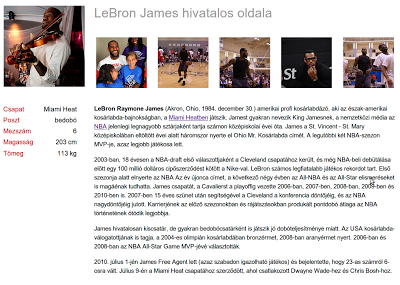 LeBron James hivatalos oldala
St
Csapat Miami Heat
Poszt bedobó
Mezszám 6
Magasság 203 cm
Tömeg 113 kg
LeBron Raymone James (Akron, Ohio, 1984. december 30.) amerikai profi kosárlabdázó, aki az észak-amerikai
kosárlabda-bajnokságban, a Miami Heatben játszik. Jamest gyakran nevezik King Jamesnek, a nemzetközi média az
NBA jelenlegi legnagyobb sztárjaként tartja számon középiskolai évei óta. James a St. Vincent - St. Mary
Középiskolában eltöltött évei alatt háromszor nyerte el Ohio Mr. Kosárlabda címét. A legutóbbi két NBA-szezon
MVP-je, azaz legjobb játékosa lett.
2003-ban, 18 évesen a NBA-draft első választottjaként a Cleveland csapatához került, és még NBA-beli debütálása
előtt egy 100 millió dolláros cipőszerződést kötött a Nike-val. LeBron számos legfiatalabb-játékos rekordot tart. Első
szezonja alatt elnyerte az NBA Az év újonca címet, a következő négy évben az All-NBA és az All-Star elismeréseket
is magáénak tudhatta. James csapatát, a Cavalierst a playoffig vezette 2006-ban, 2007-ben, 2008-ban, 2009-ben és
2010-ben is. 2007-ben 15 éves szünet után segítségével a Cleveland a konferencia döntőjéig, és az NBA
nagydöntőjéig jutott. Karrierjének az előző szezonokban és rájátszásokban produkált pontdobó átlaga az NBA
történetének ötödik legjobbja.
James hivatalosan kiscsatár, de gyakran bedobócsatárként is játszik jó dobóteljesítménye miatt. Az USA kosárlabda-
válogatottjának is tagja, a 2004-es olimpián kosárlabdában bronzérmet, 2008-ban aranyérmet nyert. 2006-ban és
2008-ban az NBA All-Star Game MVP-jévé választották.
2010. július 1-jén James Free Agent lett (azaz szabadon igazolható játékos) és bejelentette, hogy 23-as számról 6-
osra vált. Július 9-én a Miami Heat csapatához szerződött, ahol csatlakozott Dwyane Wade-hez és Chris Bosh-hoz.